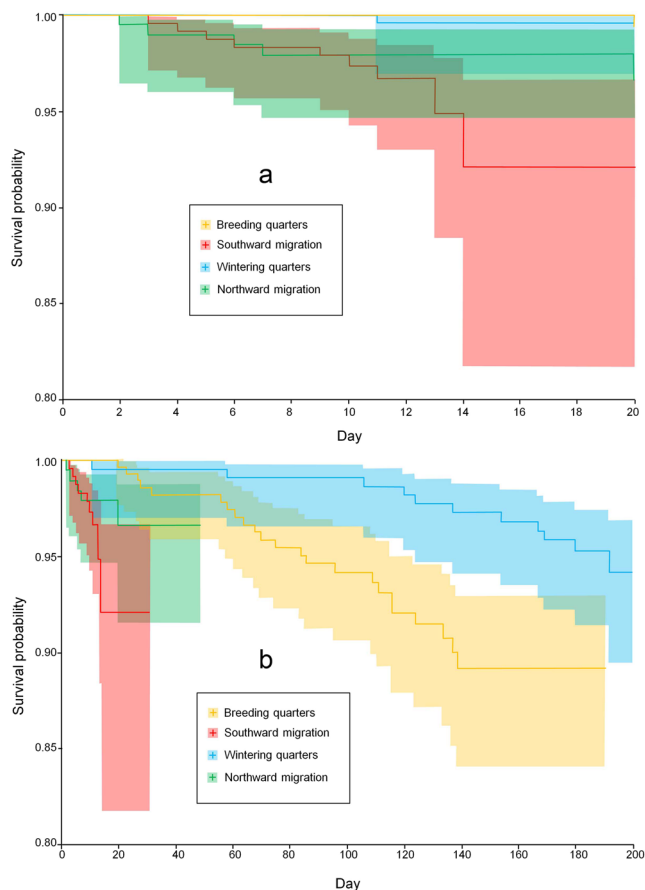 1.00
0.95
0.90
0.85
0.80
Survival probability
a
Breeding quarters
Southward migration
Wintering quarters
Northward migration
0 2 4 6 8 10 12 14 16 18 20
Day
1.00
0.95
0.90
0.85
0.80
Survival probability
b
Breeding quarters
Southward migration
Wintering quarters
Northward migration
0 20 40 60 80 100 120 140 160 180 200
Day